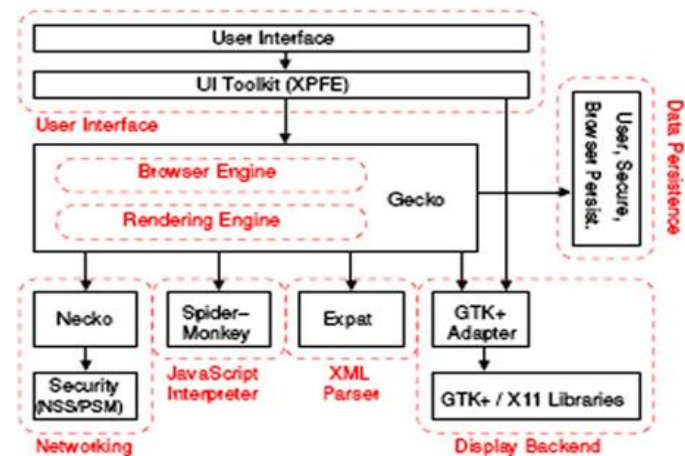 User Interface
UI Toolkit (XPFE)
User Interface
Browser Engine
Rendering Engine
Gecko
User, Secure,
Browser Persist.
Data Persistence
Necko
Spider–
Monkey
Expat
GTK+
Adapter
Security
(NSS/PSM)
JavaScript
Interpreter
XML
Parser
GTK+ / X11 Libraries
Networking
Display Backend